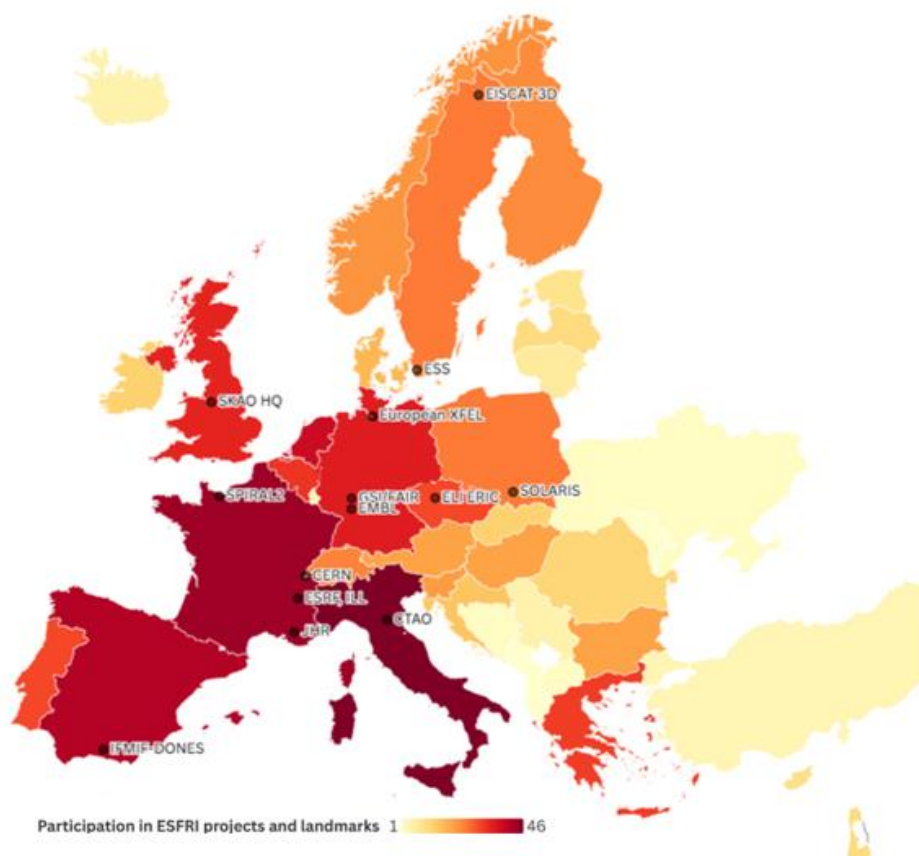 EISCAT 3D
ESS
SKAO HQ
European XFEL
SPIRAL2
GSI/FAIR
ELI ERIC
SOLARIS
EMBL
CERN
ESRF, ILL
CTAO
JHR
IFMIF-DONES
Participation in ESFRI projects and landmarks 1 46